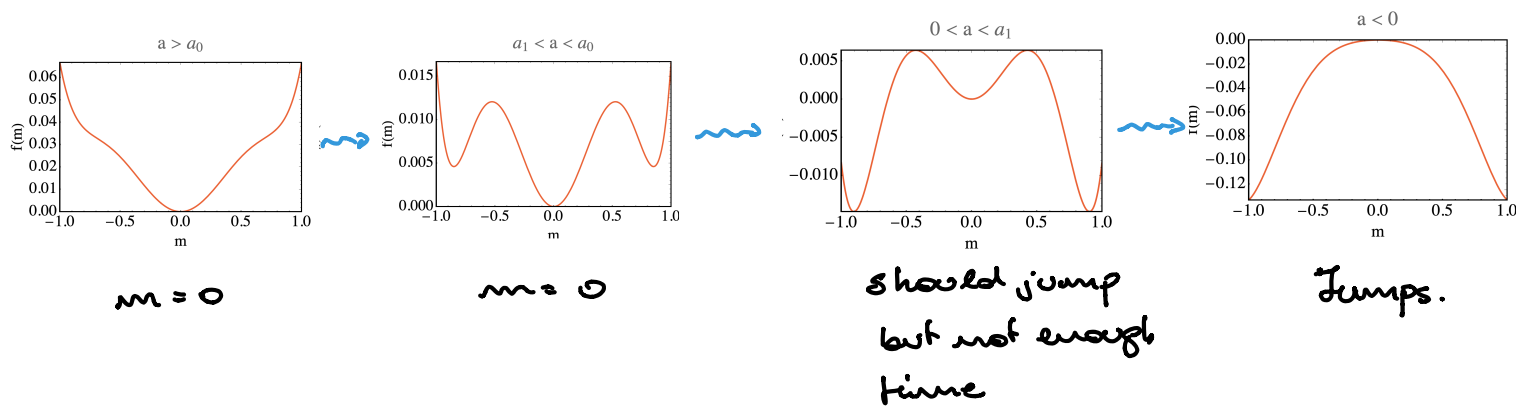 a > a₀
a₁ < a < a₀
0 < a < a₁
a < 0
f(m)
0.06
0.05
0.04
0.03
0.02
0.01
0.00
−1.0 −0.5 0.0 0.5 1.0
m
f(m)
0.015
0.010
0.005
0.000
−1.0 −0.5 0.0 0.5 1.0
m
0.005
0.000
−0.005
−0.010
−1.0 −0.5 0.0 0.5 1.0
m
f(m)
0.00
−0.02
−0.04
−0.06
−0.08
−0.10
−0.12
−1.0 −0.5 0.0 0.5 1.0
m
m = 0
m = 0
should jump
but not enough
time
Jumps.